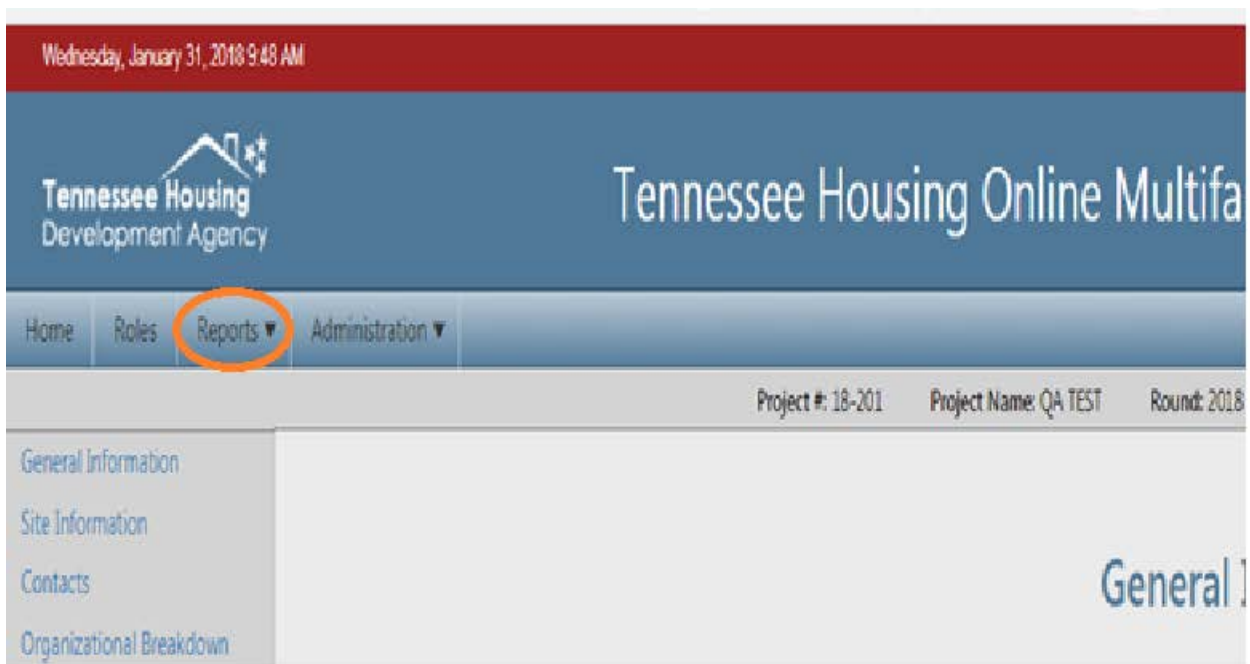 Wednesday, January 31, 2018 9:48 AM
Tennessee Housing
Development Agency
Tennessee Housing Online Multifa
Home Roles Reports ▼ Administration ▼
Project #: 18-201 Project Name: QA TEST Round: 2018
General Information
Site Information
Contacts
General I
Organizational Breakdown